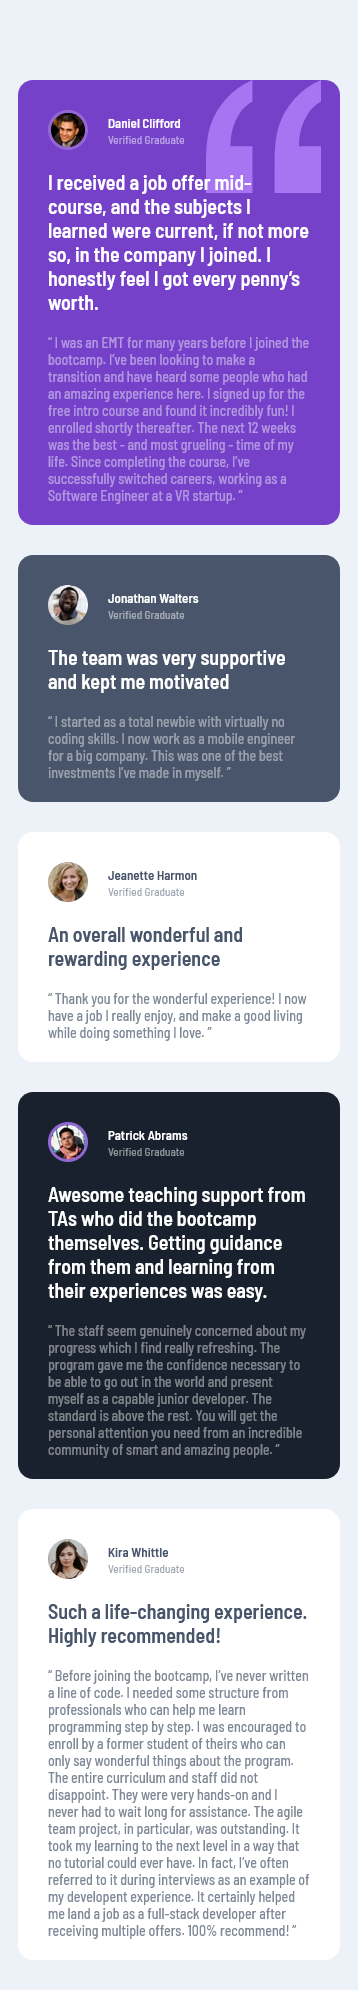 Daniel Clifford
Verified Graduate
I received a job offer mid-
course, and the subjects I
learned were current, if not more
so, in the company I joined. I
honestly feel I got every penny’s
worth.
“ I was an EMT for many years before I joined the
bootcamp. I’ve been looking to make a
transition and have heard some people who had
an amazing experience here. I signed up for the
free intro course and found it incredibly fun! I
enrolled shortly thereafter. The next 12 weeks
was the best - and most grueling - time of my
life. Since completing the course, I’ve
successfully switched careers, working as a
Software Engineer at a VR startup. ”
Jonathan Walters
Verified Graduate
The team was very supportive
and kept me motivated
“ I started as a total newbie with virtually no
coding skills. I now work as a mobile engineer
for a big company. This was one of the best
investments I’ve made in myself. ”
Jeanette Harmon
Verified Graduate
An overall wonderful and
rewarding experience
“ Thank you for the wonderful experience! I now
have a job I really enjoy, and make a good living
while doing something I love. ”
Patrick Abrams
Verified Graduate
Awesome teaching support from
TAs who did the bootcamp
themselves. Getting guidance
from them and learning from
their experiences was easy.
“ The staff seem genuinely concerned about my
progress which I find really refreshing. The
program gave me the confidence necessary to
be able to go out in the world and present
myself as a capable junior developer. The
standard is above the rest. You will get the
personal attention you need from an incredible
community of smart and amazing people. ”
Kira Whittle
Verified Graduate
Such a life-changing experience.
Highly recommended!
“ Before joining the bootcamp, I’ve never written
a line of code. I needed some structure from
professionals who can help me learn
programming step by step. I was encouraged to
enroll by a former student of theirs who can
only say wonderful things about the program.
The entire curriculum and staff did not
disappoint. They were very hands-on and I
never had to wait long for assistance. The agile
team project, in particular, was outstanding. It
took my learning to the next level in a way that
no tutorial could ever have. In fact, I’ve often
referred to it during interviews as an example of
my developent experience. It certainly helped
me land a job as a full-stack developer after
receiving multiple offers. 100% recommend! ”